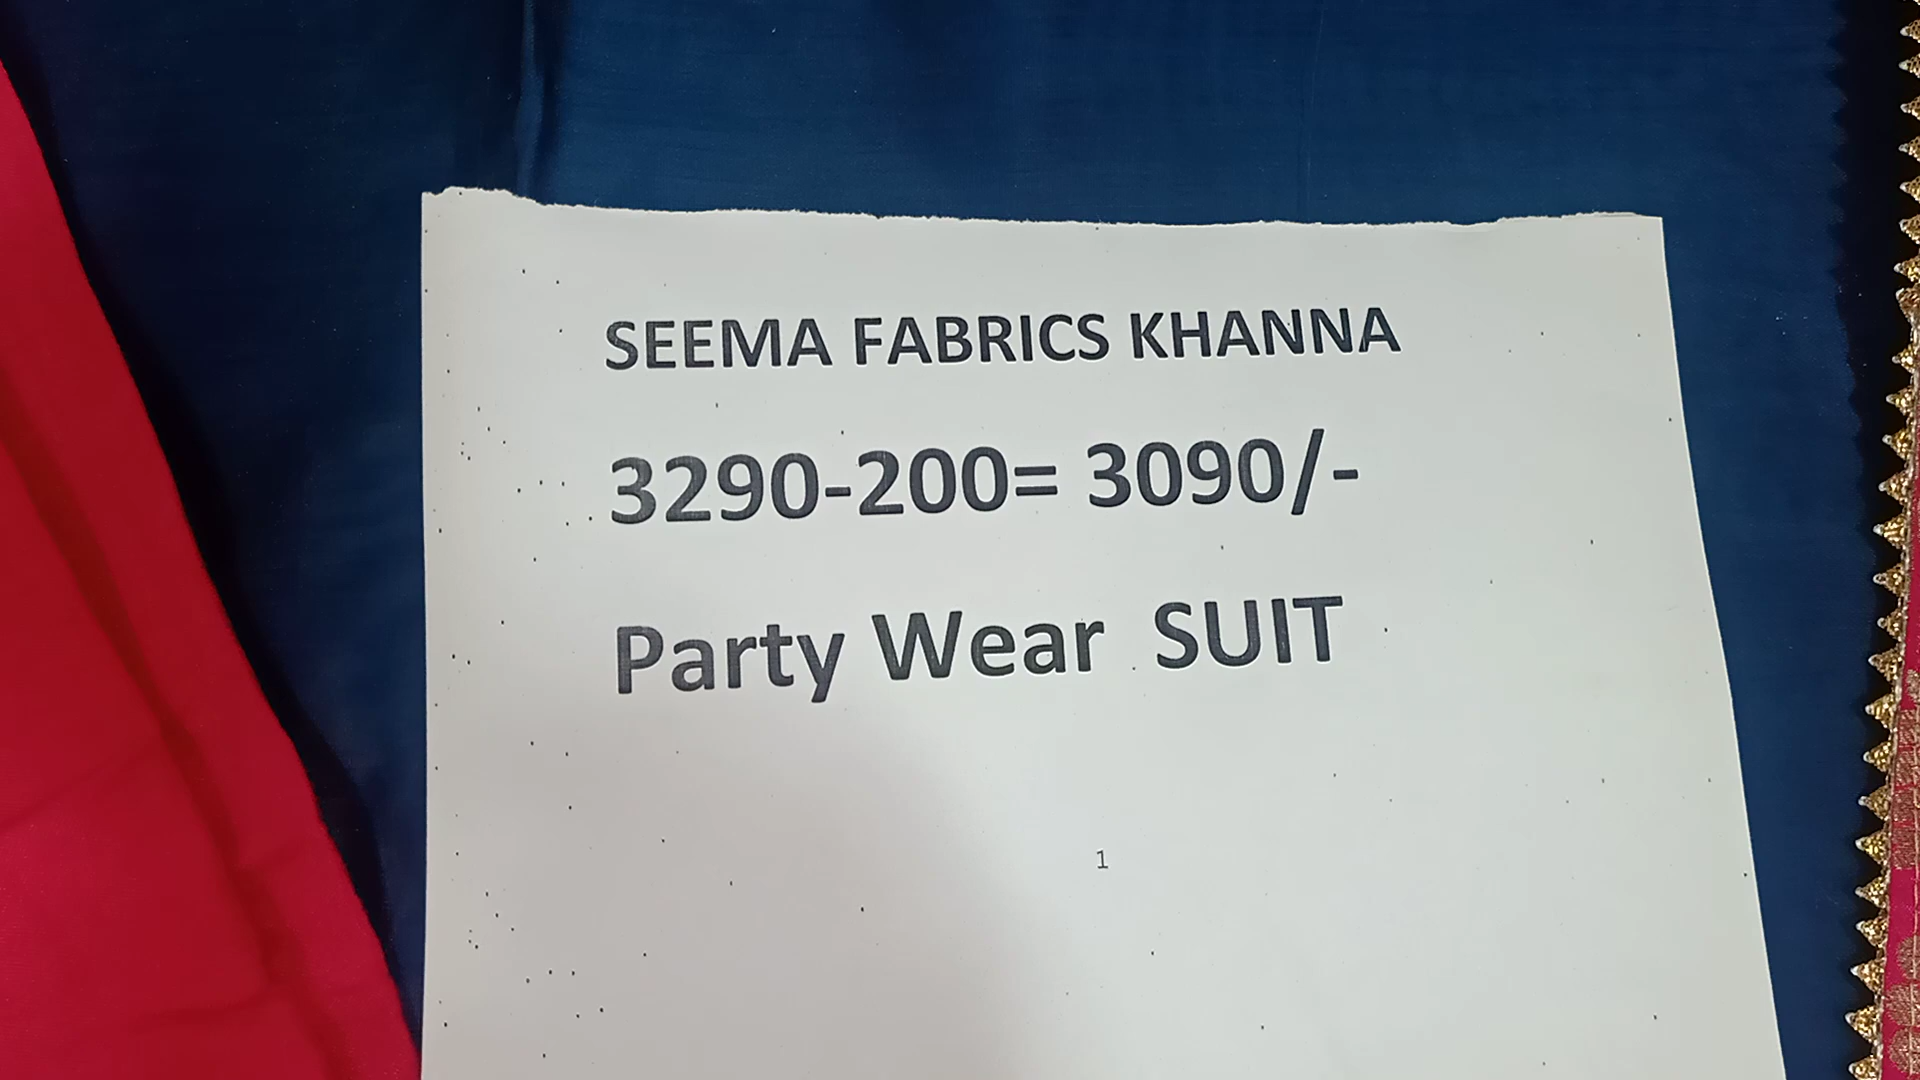 SEEMA FABRICS KHANNA
3290-200= 3090/-
Party Wear SUIT
1